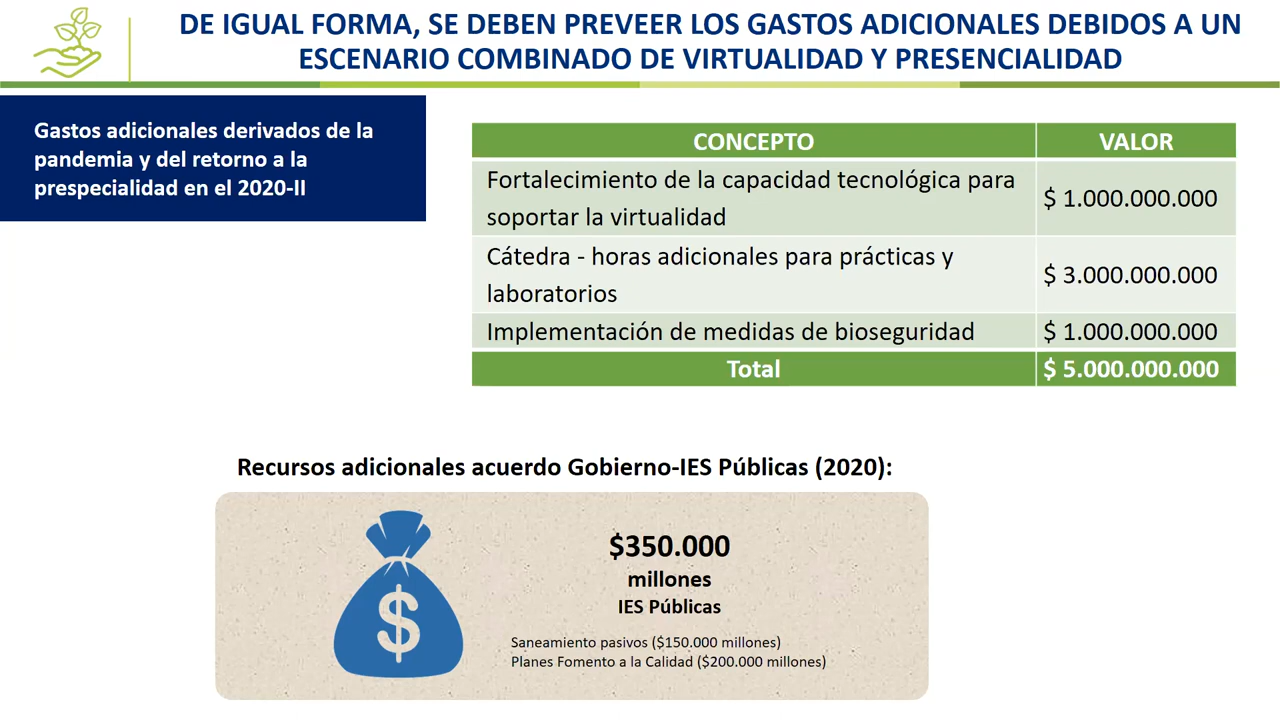 DE IGUAL FORMA, SE DEBEN PREVEER LOS GASTOS ADICIONALES DEBIDOS A UN
ESCENARIO COMBINADO DE VIRTUALIDAD Y PRESENCIALIDAD
Gastos adicionales derivados de la
pandemia y del retorno a la
prespecialidad en el 2020-II
CONCEPTO VALOR
Fortalecimiento de la capacidad tecnológica para
soportar la virtualidad
$ 1.000.000.000
Cátedra - horas adicionales para prácticas y
laboratorios
$ 3.000.000.000
Implementación de medidas de bioseguridad $ 1.000.000.000
Total $ 5.000.000.000
Recursos adicionales acuerdo Gobierno-IES Públicas (2020):
$
$350.000
millones
IES Públicas
Saneamiento pasivos ($150.000 millones)
Planes Fomento a la Calidad ($200.000 millones)